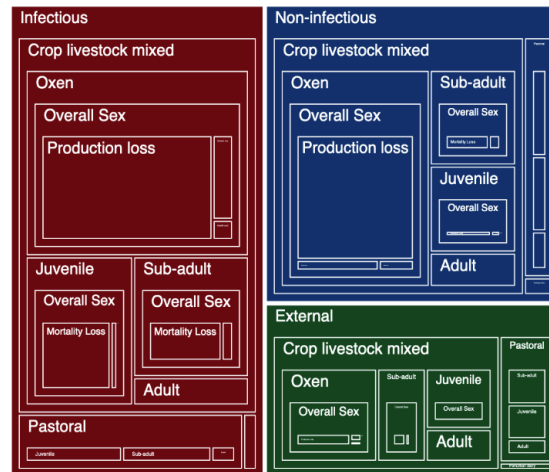 Infectious
Crop livestock mixed
Oxen
Overall Sex
Production loss
Juvenile
Overall Sex
Mortality Loss
Sub-adult
Overall Sex
Mortality Loss
Adult
Pastoral
Juvenile
Sub-adult
Non-infectious
Crop livestock mixed
Oxen
Overall Sex
Production loss
Sub-adult
Overall Sex
Mortality Loss
Juvenile
Overall Sex
Adult
Pastoral
External
Crop livestock mixed
Oxen
Overall Sex
Sub-adult
Juvenile
Overall Sex
Adult
Pastoral
Sub-adult
Juvenile
Adult